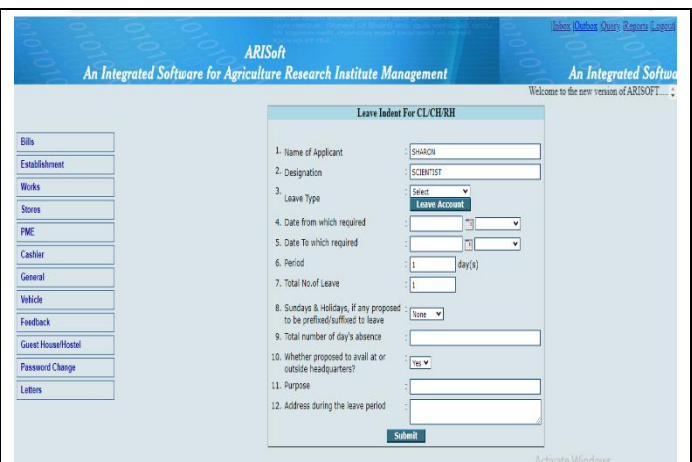 Inbox |Outbox |Query |Reports |Logout
ARISoft
An Integrated Software for Agriculture Research Institute Management
An Integrated Softwa
Welcome to the new version of ARISOFT.....
Leave Indent For CL/CH/RH
Bills
Establishment
Works
Stores
PME
Cashier
General
Vehicle
Feedback
Guest House/Hostel
Password Change
Letters
1. Name of Applicant : SHARON
2. Designation : SCIENTIST
3. Leave Type : Select
Leave Account
4. Date from which required :
5. Date To which required :
6. Period : 1 day(s)
7. Total No.of Leave : 1
8. Sundays & Holidays, if any proposed : None
to be prefixed/suffixed to leave
9. Total number of day's absence :
10. Whether proposed to avail at or : Yes
outside headquarters?
11. Purpose :
12. Address during the leave period :
Submit
Activate Windows